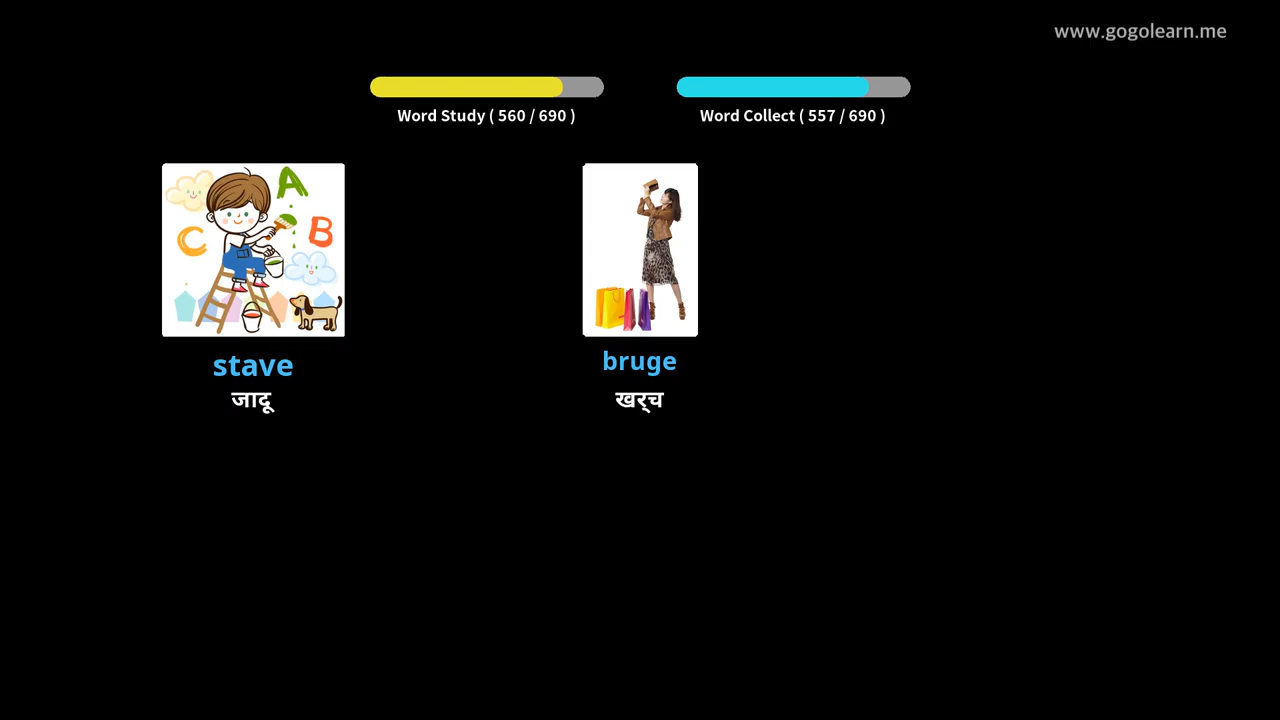 www.gogolearn.me
Word Study ( 560 / 690 )
Word Collect ( 557 / 690 )
A
B
C
stave
जादू
bruge
खर्च